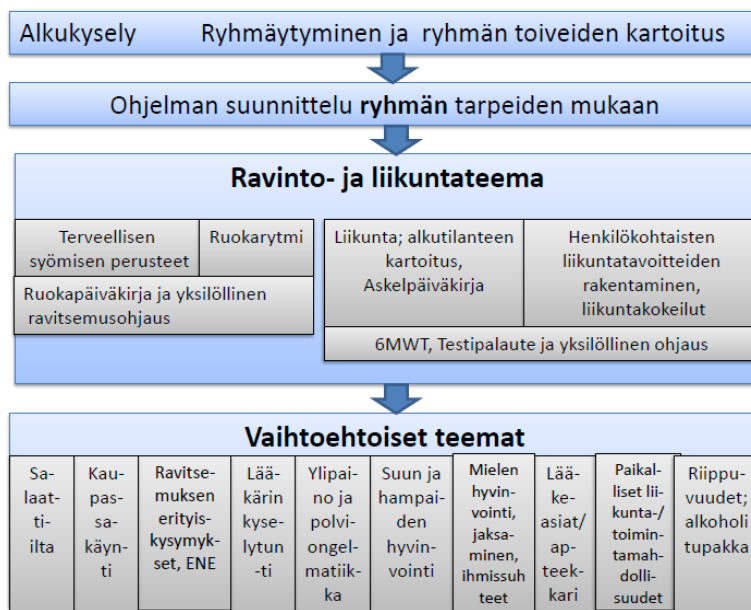 Alkukysely Ryhmäytyminen ja ryhmän toiveiden kartoitus
Ohjelman suunnittelu ryhmän tarpeiden mukaan
Ravinto- ja liikuntateema
Terveellisen
syömisen perusteet
Ruokarytmi
Ruokapäiväkirja ja yksilöllinen
ravitsemusohjaus
Liikunta; alkutilanteen
kartoitus,
Askelpäiväkirja
Henkilökohtaisten
liikuntatavoitteiden
rakentaminen,
liikuntakokeilut
6MWT, Testipalaute ja yksilöllinen ohjaus
Vaihtoehtoiset teemat
Sa-
laat-
ti-
ilta
Kau-
pas-
sa-
käyn-
ti
Ravitse-
muksen
erityis-
kysymyk-
set, ENE
Lää-
kärin
kyse-
lytun
-ti
Ylipai-
no ja
polvi-
ongel-
matiik-
ka
Suun ja
hampai-
den
hyvin-
vointi
Mielen
hyvin-
vointi,
jaksa-
minen,
ihmissuh
teet
Lää-
ke-
asiat/
ap-
teek-
kari
Paikal-
liset lii-
kunta-/
toimin-
tamah-
dolli-
suudet
Riippu-
vuudet;
alkoholi
tupakka